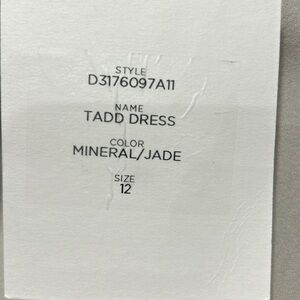 STYLE
D3176097A11
NAME
TADD DRESS
COLOR
MINERAL/JADE
SIZE
12